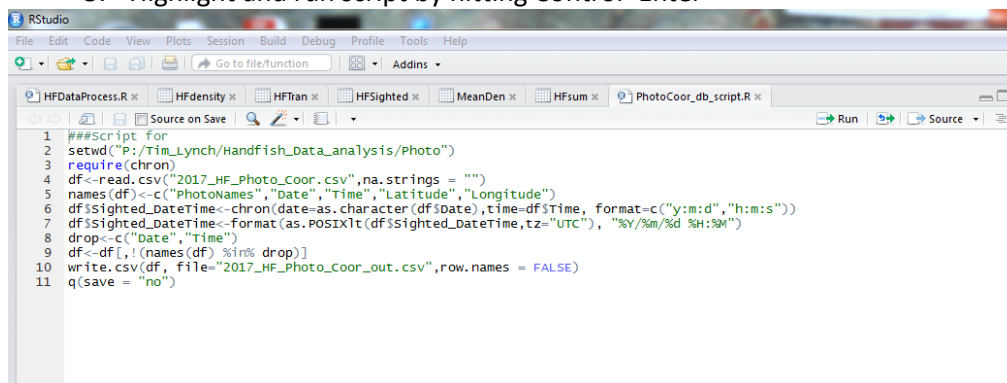 RStudio
File Edit Code View Plots Session Build Debug Profile Tools Help
Go to file/function Addins
HFDataProcess.R × HFdensity × HFTran × HFSighted × MeanDen × HFsum × PhotoCoor_db_script.R ×
Source on Save Run Source
1 ###Script for
2 setwd("P:/Tim_Lynch/Handfish_Data_analysis/Photo")
3 require(chron)
4 df<-read.csv("2017_HF_Photo_Coor.csv",na.strings = "")
5 names(df)<-c("PhotoNames","Date","Time","Latitude","Longitude")
6 df$Sighted_DateTime<-chron(date=as.character(df$Date),time=df$Time, format=c("y:m:d","h:m:s"))
7 df$Sighted_DateTime<-format(as.POSIXlt(df$Sighted_DateTime,tz="UTC"), "%Y/%m/%d %H:%M")
8 drop<-c("Date","Time")
9 df<-df[,!(names(df) %in% drop)]
10 write.csv(df, file="2017_HF_Photo_Coor_out.csv",row.names = FALSE)
11 q(save = "no")